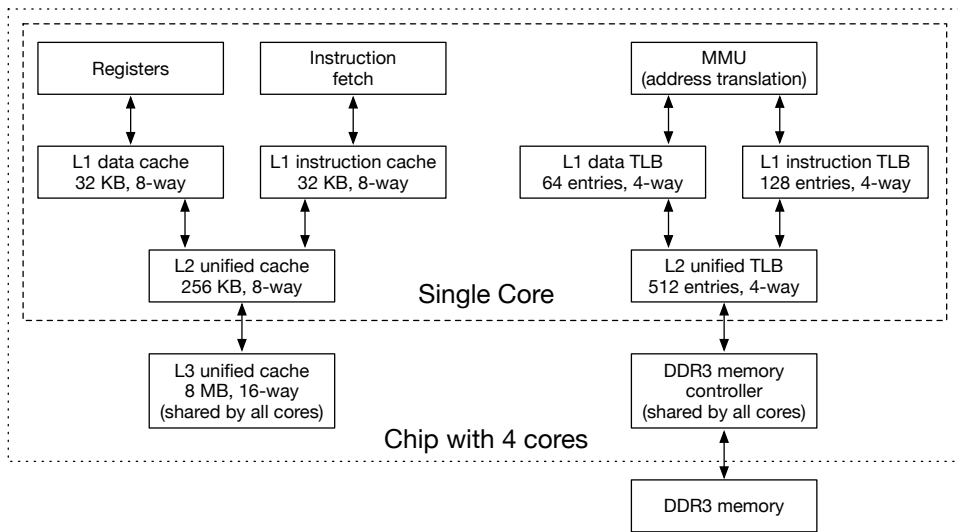 Registers
Instruction
fetch
MMU
(address translation)
L1 data cache
32 KB, 8-way
L1 instruction cache
32 KB, 8-way
L1 data TLB
64 entries, 4-way
L1 instruction TLB
128 entries, 4-way
L2 unified cache
256 KB, 8-way
L2 unified TLB
512 entries, 4-way
Single Core
L3 unified cache
8 MB, 16-way
(shared by all cores)
DDR3 memory
controller
(shared by all cores)
Chip with 4 cores
DDR3 memory